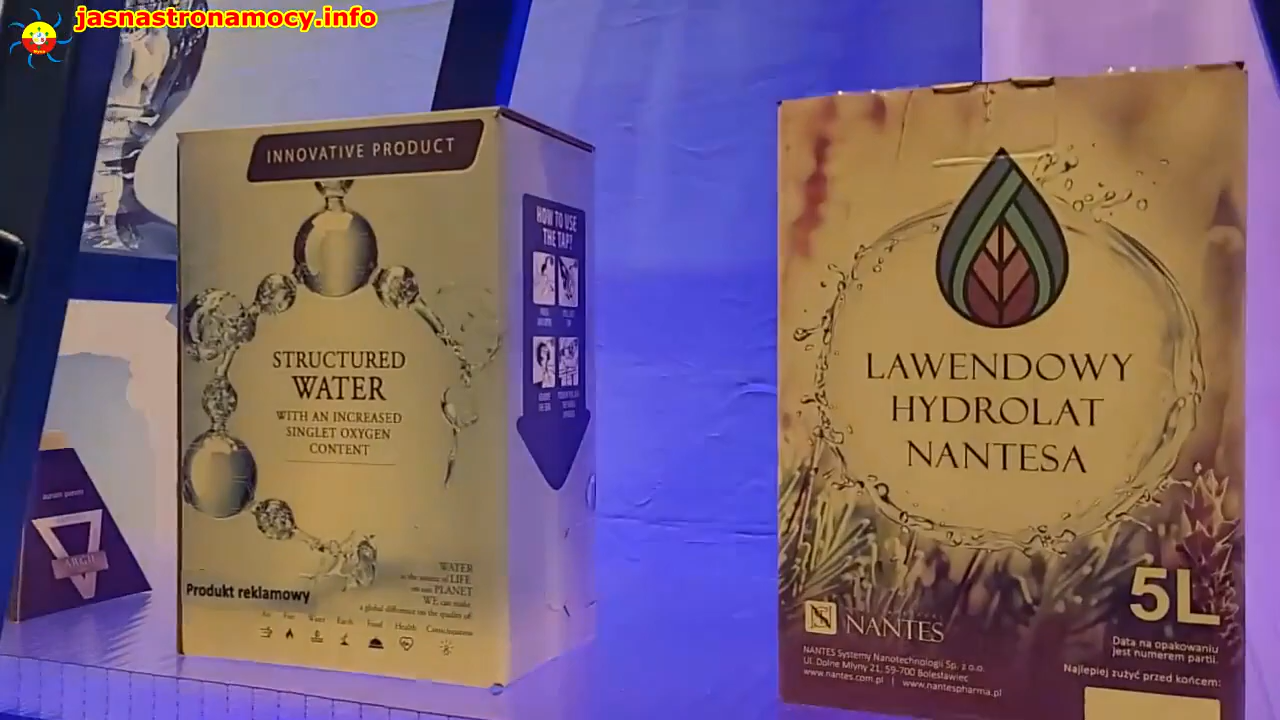 jasnastronamocy.info
INNOVATIVE PRODUCT
STRUCTURED
WATER
WITH AN INCREASED
SINGLET OXYGEN
CONTENT
WATER
is the source of LIFE
on our PLANET
WE can make
a global difference on the quality of:
Produkt reklamowy
Air Fire Water Earth Food Health Consciousness
HOW TO USE
THE TAP?
ARGI
LAWENDOWY
HYDROLAT
NANTESA
5L
Data na opakowaniu
jest numerem partii.
Najlepiej zużyć przed końcem:
NANTES
NANTES Systemy Nanotechnologii Sp. z o.o.
Ul. Dolne Młyny 21, 59-700 Bolesławiec
www.nantes.com.pl | www.nantespharma.pl